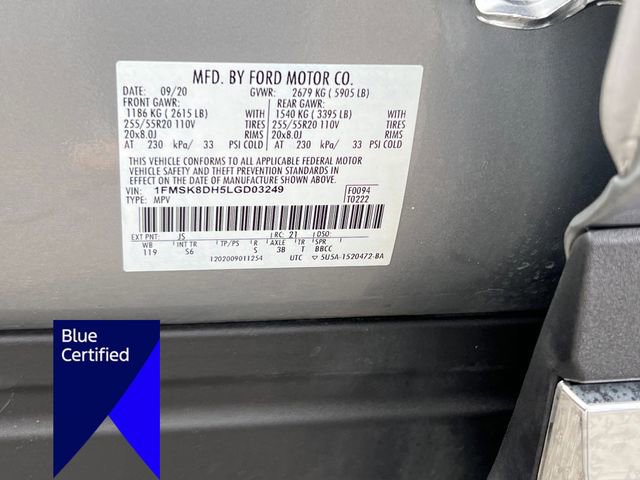 MFD. BY FORD MOTOR CO.
DATE: 09/20 GVWR: 2679 KG ( 5905 LB)
FRONT GAWR: REAR GAWR:
1186 KG ( 2615 LB) WITH 1540 KG ( 3395 LB) WITH
255/55R20 110V TIRES 255/55R20 110V TIRES
20x8.0J RIMS 20x8.0J RIMS
AT 230 kPa/ 33 PSI COLD AT 230 kPa/ 33 PSI COLD
THIS VEHICLE CONFORMS TO ALL APPLICABLE FEDERAL MOTOR
VEHICLE SAFETY AND THEFT PREVENTION STANDARDS IN
EFFECT ON THE DATE OF MANUFACTURE SHOWN ABOVE.
VIN: 1FMSK8DH5LGD03249 F0094
TYPE: MPV T0222
EXT PNT: JS RC: 21 DSO:
WB INT TR TP/PS R AXLE TR SPR
119 S6 S 3B T BBCC
1202009011254 UTC ▽ 5U5A-1520472-BA
Blue
Certified